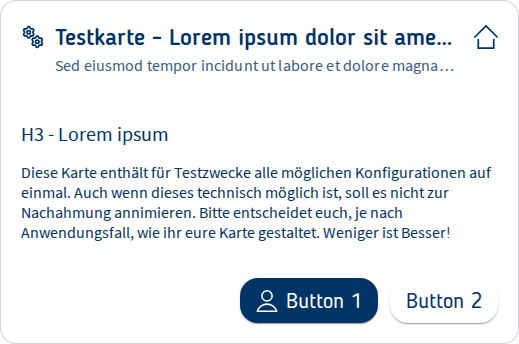 Testkarte – Lorem ipsum dolor sit ame...
Sed eiusmod tempor incidunt ut labore et dolore magna...
H3 - Lorem ipsum
Diese Karte enthält für Testzwecke alle möglichen Konfigurationen auf
einmal. Auch wenn dieses technisch möglich ist, soll es nicht zur
Nachahmung animieren. Bitte entscheidet euch, je nach
Anwendungsfall, wie ihr eure Karte gestaltet. Weniger ist Besser!
Button 1
Button 2